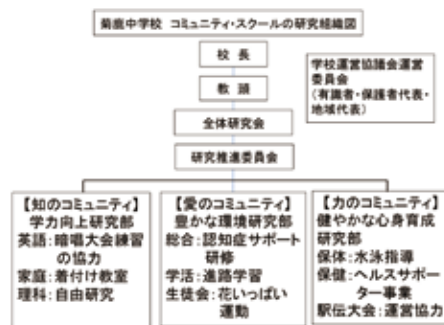 菊鹿中学校 コミュニティ・スクールの研究組織図
校 長
教 頭
全体研究会
研究推進委員会
学校運営協議会運営
委員会
(有識者・保護者代表・
地域代表)
【知のコミュニティ】
学力向上研究部
英語:暗唱大会練習
の協力
家庭:着付け教室
理科:自由研究
【愛のコミュニティ】
豊かな環境研究部
総合:認知症サポート
研修
学活:進路学習
生徒会:花いっぱい
運動
【力のコミュニティ】
健やかな心身育成
研究部
保体:水泳指導
保健:ヘルスサポー
ター事業
駅伝大会:運営協力